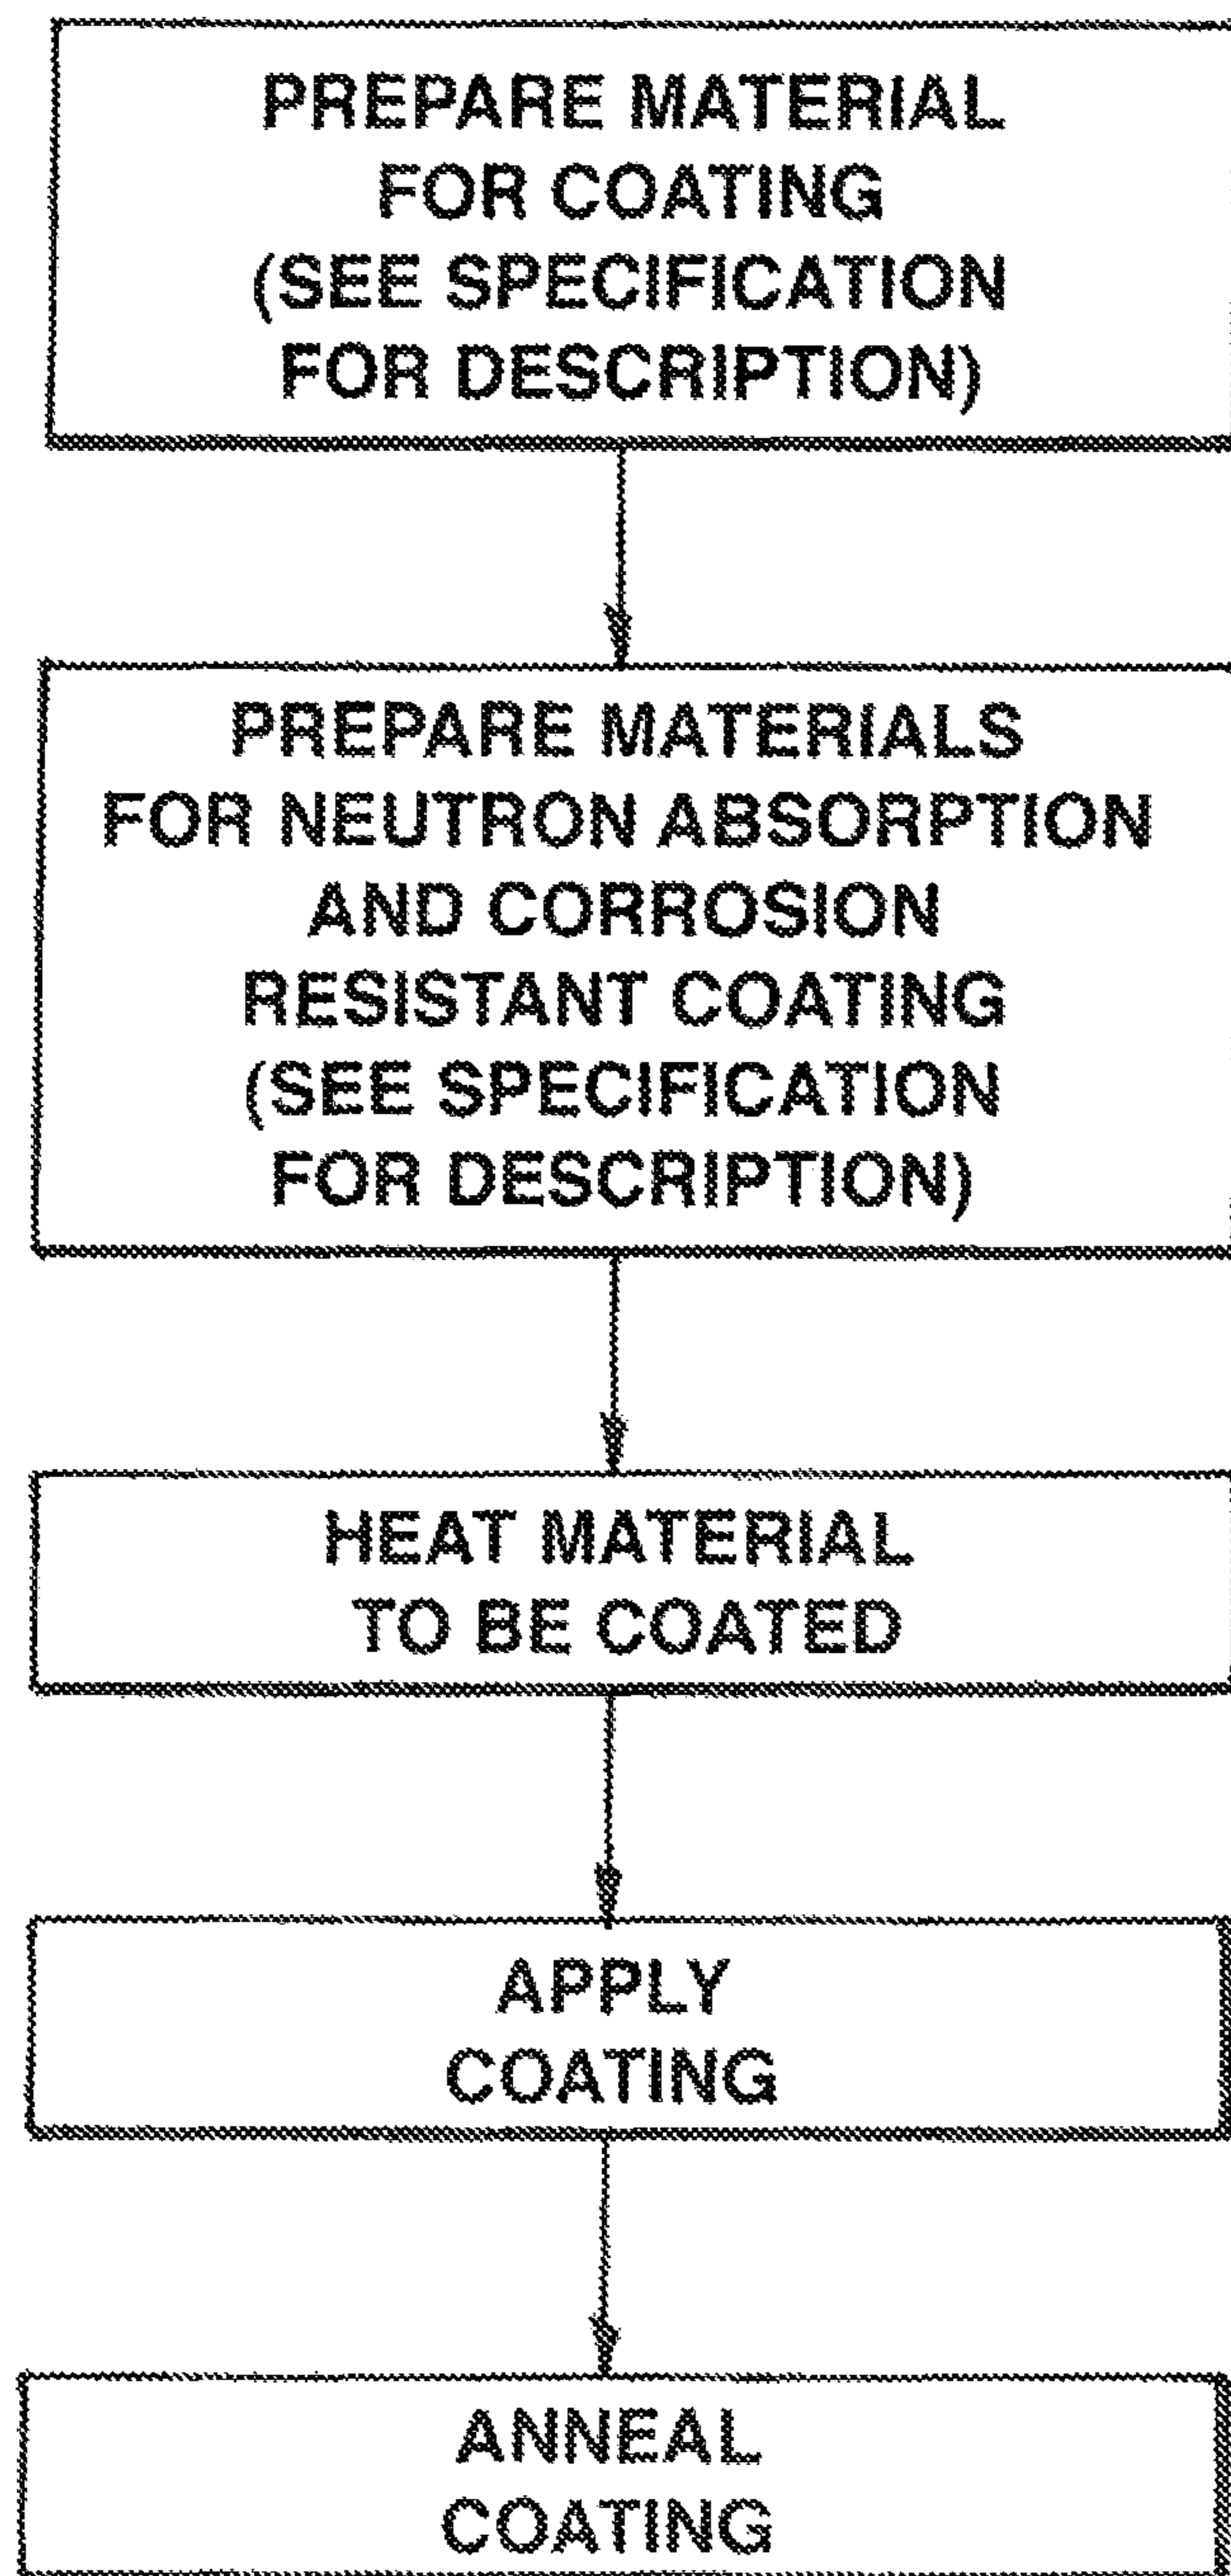 PREPARE MATERIAL
FOR COATING
(SEE SPECIFICATION
FOR DESCRIPTION)
PREPARE MATERIALS
FOR NEUTRON ABSORPTION
AND CORROSION
RESISTANT COATING
(SEE SPECIFICATION
FOR DESCRIPTION)
HEAT MATERIAL
TO BE COATED
APPLY
COATING
ANNEAL
COATING